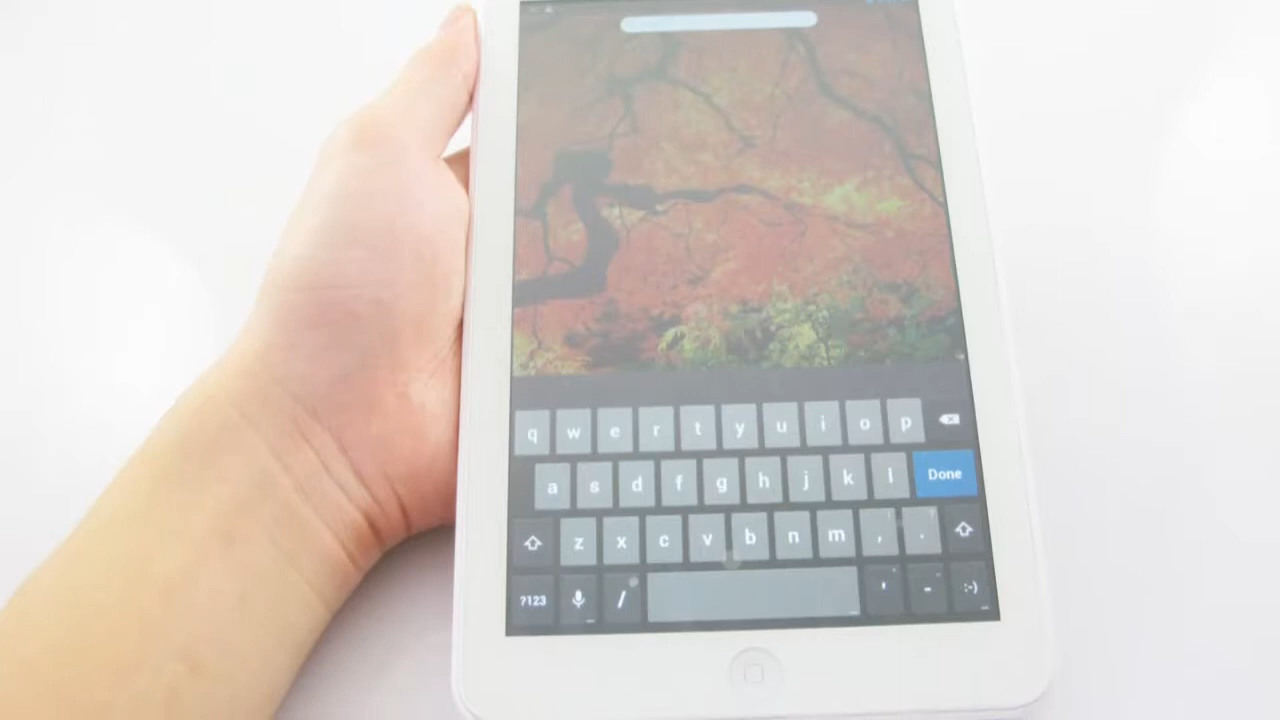 q w e r t y u i o p
a s d f g h j k l Done
z x c v b n m , .
?123 / ' - :-)